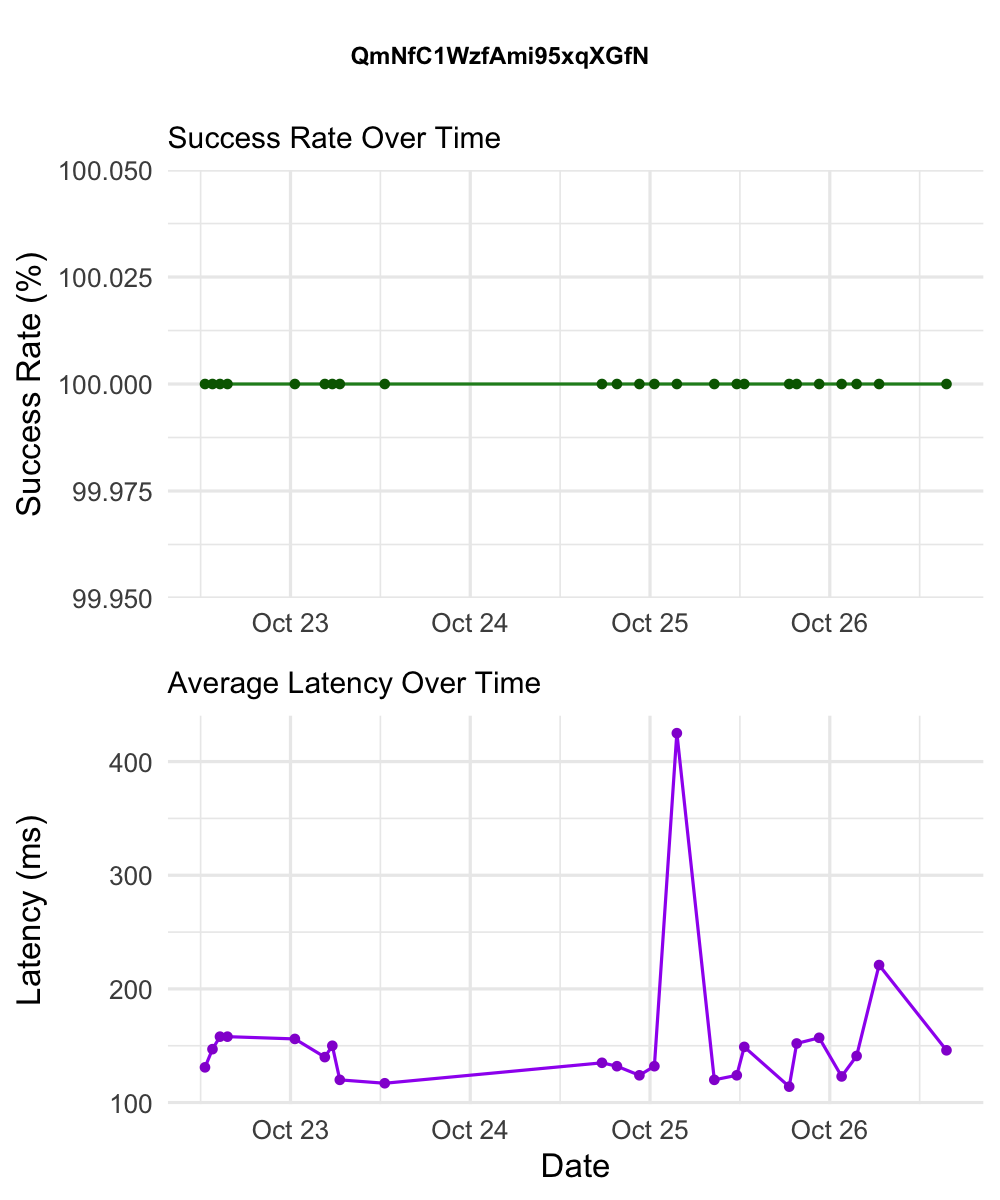 QmNfC1WzfAmi95xqXGfN
Success Rate Over Time
Success Rate (%)
100.050
100.025
100.000
99.975
99.950
Oct 23 Oct 24 Oct 25 Oct 26
Average Latency Over Time
Latency (ms)
400
300
200
100
Oct 23 Oct 24 Oct 25 Oct 26
Date